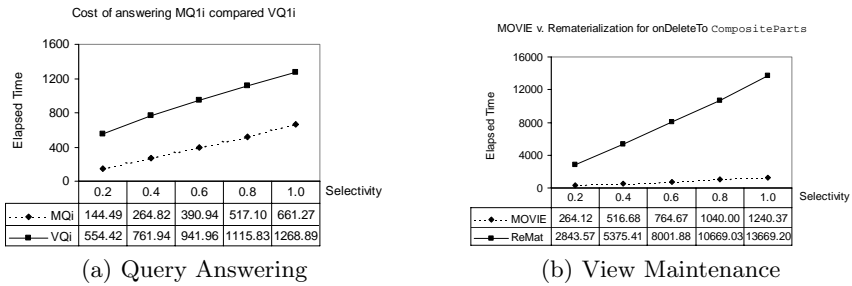 Cost of answering MQ1i compared VQ1i
1600
1200
800
400
0
Elapsed Time
0.2 0.4 0.6 0.8 1.0 Selectivity
MQi 144.49 264.82 390.94 517.10 661.27
VQi 554.42 761.94 941.96 1115.83 1268.89
(a) Query Answering
MOVIE v. Rematerialization for onDeleteTo CompositeParts
16000
12000
8000
4000
0
Elapsed Time
0.2 0.4 0.6 0.8 1.0 Selectivity
MOVIE 264.12 516.68 764.67 1040.00 1240.37
ReMat 2843.57 5375.41 8001.88 10669.03 13669.20
(b) View Maintenance